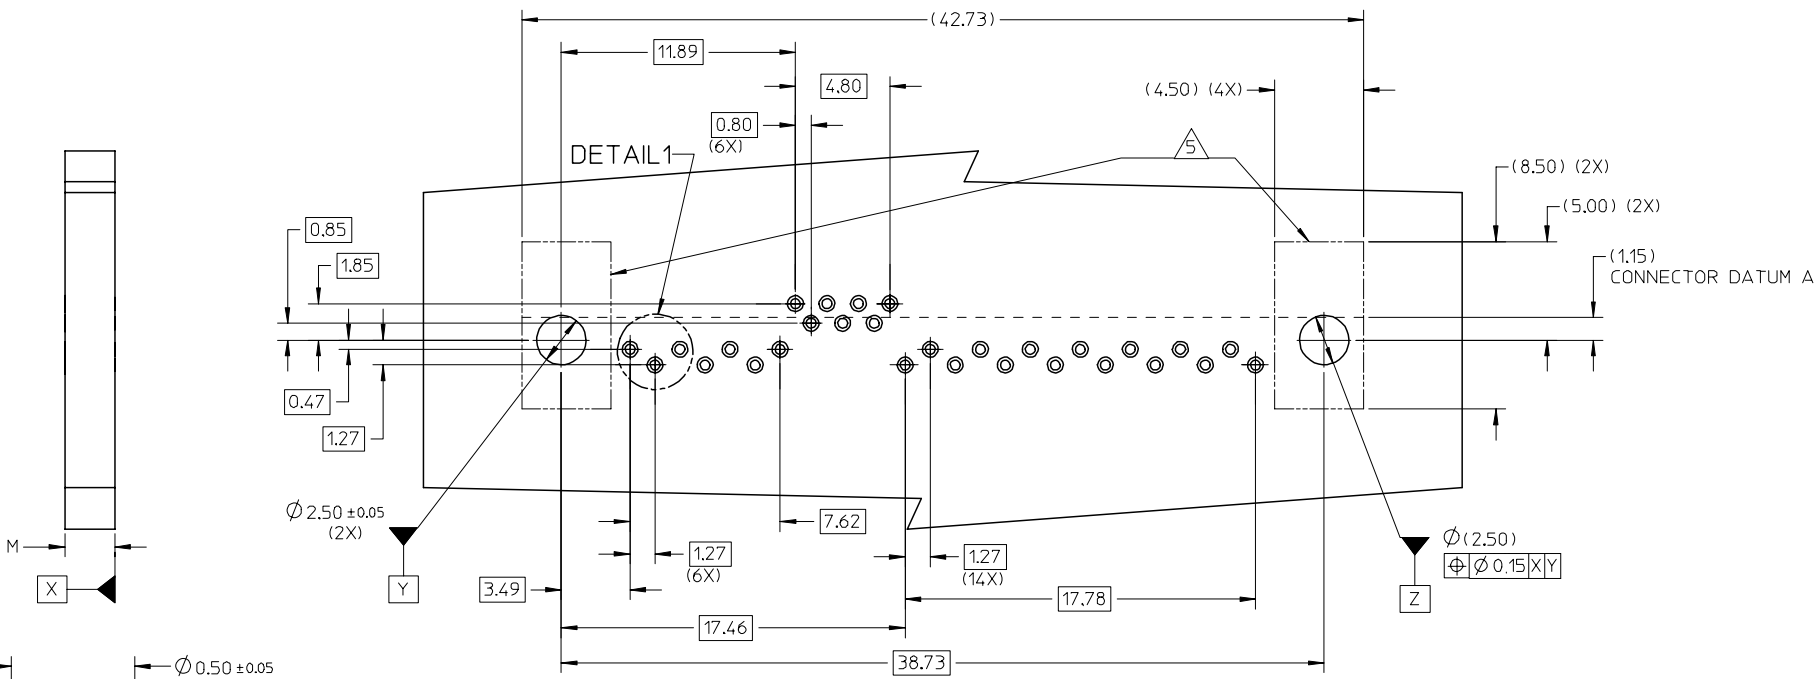 (42.73)
11.89
4.80
(4.50) (4X)
0.80
(6X)
DETAIL1
5
(8.50) (2X)
(5.00) (2X)
0.85
1.85
(1.15)
CONNECTOR DATUM A
0.47
1.27
Ø2.50 ±0.05
(2X)
7.62
Ø(2.50)
⌖ Ø 0.15 X Y
M
1.27
(6X)
1.27
(14X)
X
Y
3.49
17.78
Z
17.46
38.73
Ø0.50 ±0.05